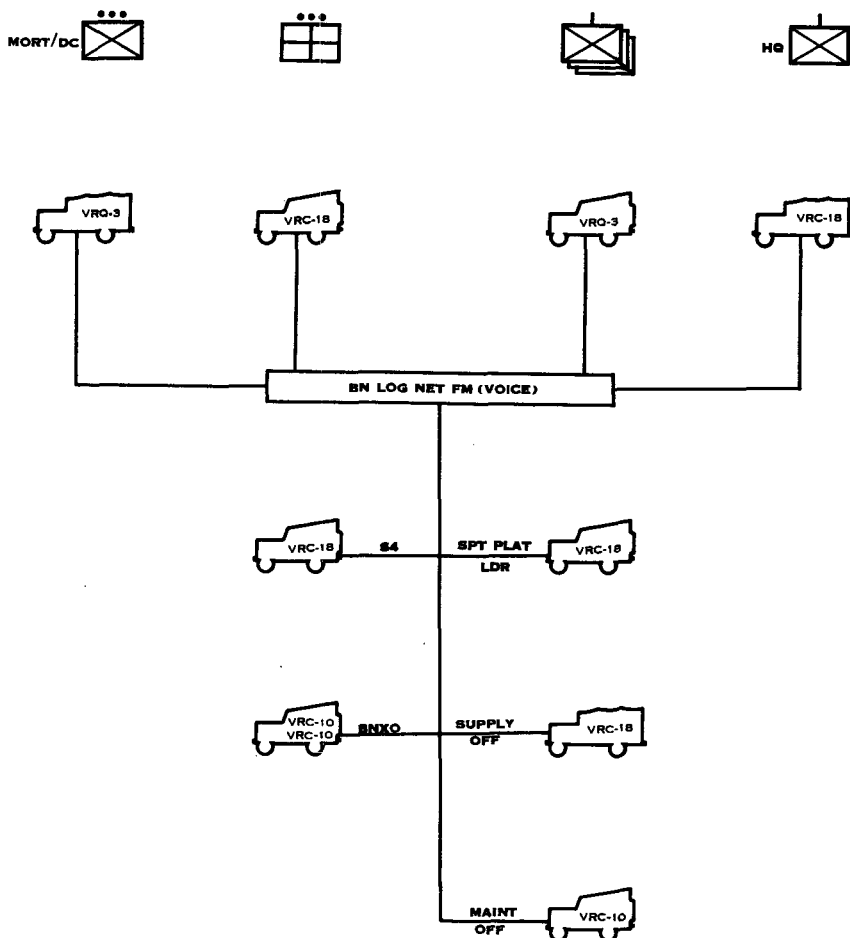 MORT/DC
HQ
VRQ-3
VRC-18
VRQ-3
VRC-18
BN LOG NET FM (VOICE)
VRC-18
S4
SPT PLAT
LDR
VRC-18
VRC-10
VRC-10
BNXO
SUPPLY
OFF
VRC-18
MAINT
OFF
VRC-10